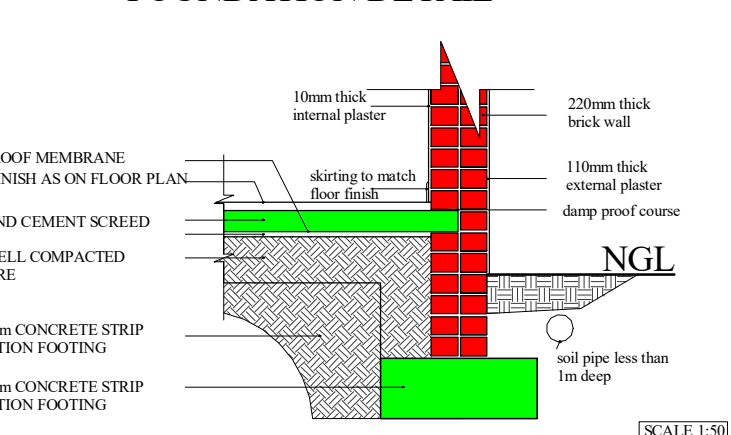 FOUNDATION DETAIL
10mm thick
internal plaster
220mm thick
brick wall
OOF MEMBRANE
INISH AS ON FLOOR PLAN
skirting to match
floor finish
110mm thick
external plaster
damp proof course
ND CEMENT SCREED
NGL
ELL COMPACTED
RE
m CONCRETE STRIP
TION FOOTING
soil pipe less than
1m deep
m CONCRETE STRIP
TION FOOTING
SCALE 1:50